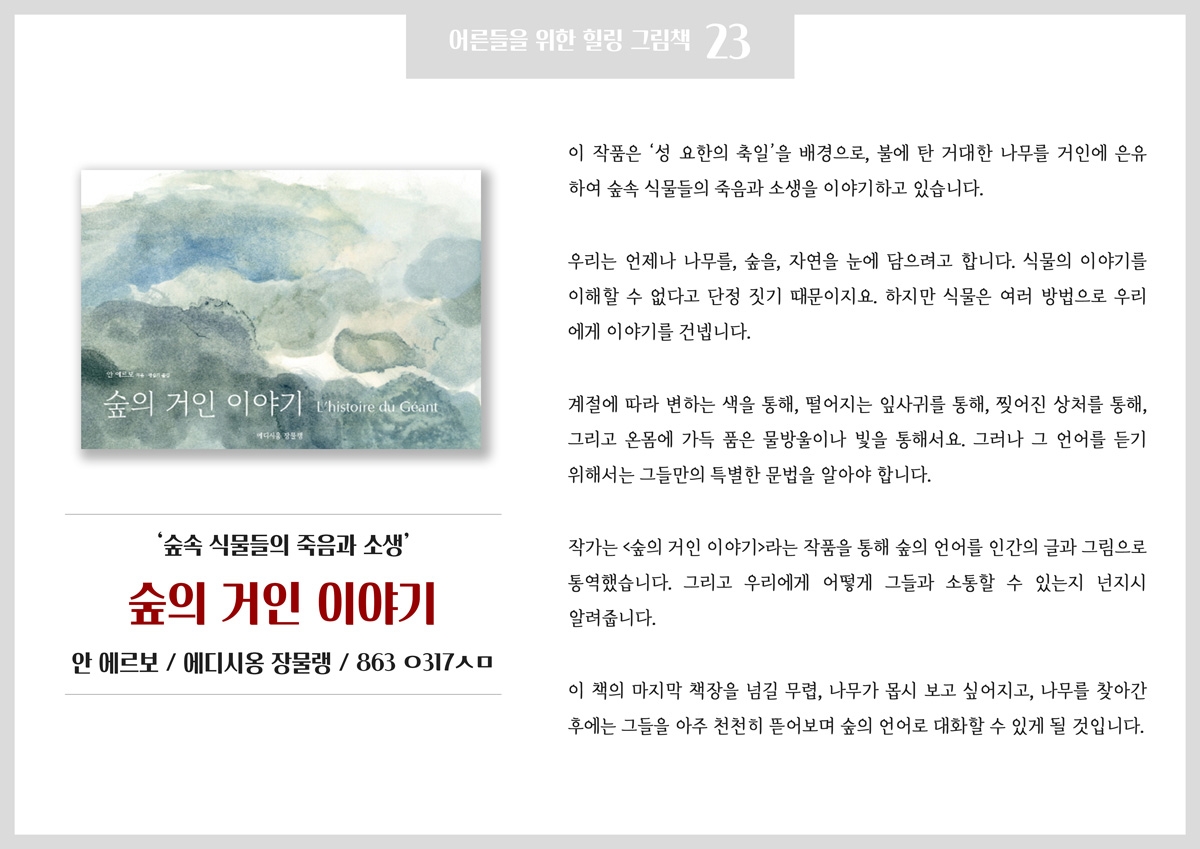 어른들을 위한 힐링 그림책 23
안 에르보
숲의 거인 이야기 L'histoire du Géant
에디시옹 장물랭
‘숲속 식물들의 죽음과 소생’
숲의 거인 이야기
안 에르보 / 에디시옹 장물랭 / 863 ㅇ317ㅅㅁ
이 작품은 ‘성 요한의 축일’을 배경으로, 불에 탄 거대한 나무를 거인에 은유
하여 숲속 식물들의 죽음과 소생을 이야기하고 있습니다.
우리는 언제나 나무를, 숲을, 자연을 눈에 담으려고 합니다. 식물의 이야기를
이해할 수 없다고 단정 짓기 때문이지요. 하지만 식물은 여러 방법으로 우리
에게 이야기를 건넵니다.
계절에 따라 변하는 색을 통해, 떨어지는 잎사귀를 통해, 찢어진 상처를 통해,
그리고 온몸에 가득 품은 물방울이나 빛을 통해서요. 그러나 그 언어를 듣기
위해서는 그들만의 특별한 문법을 알아야 합니다.
작가는 <숲의 거인 이야기>라는 작품을 통해 숲의 언어를 인간의 글과 그림으로
통역했습니다. 그리고 우리에게 어떻게 그들과 소통할 수 있는지 넌지시
알려줍니다.
이 책의 마지막 책장을 넘길 무렵, 나무가 몹시 보고 싶어지고, 나무를 찾아간
후에는 그들을 아주 천천히 뜯어보며 숲의 언어로 대화할 수 있게 될 것입니다.